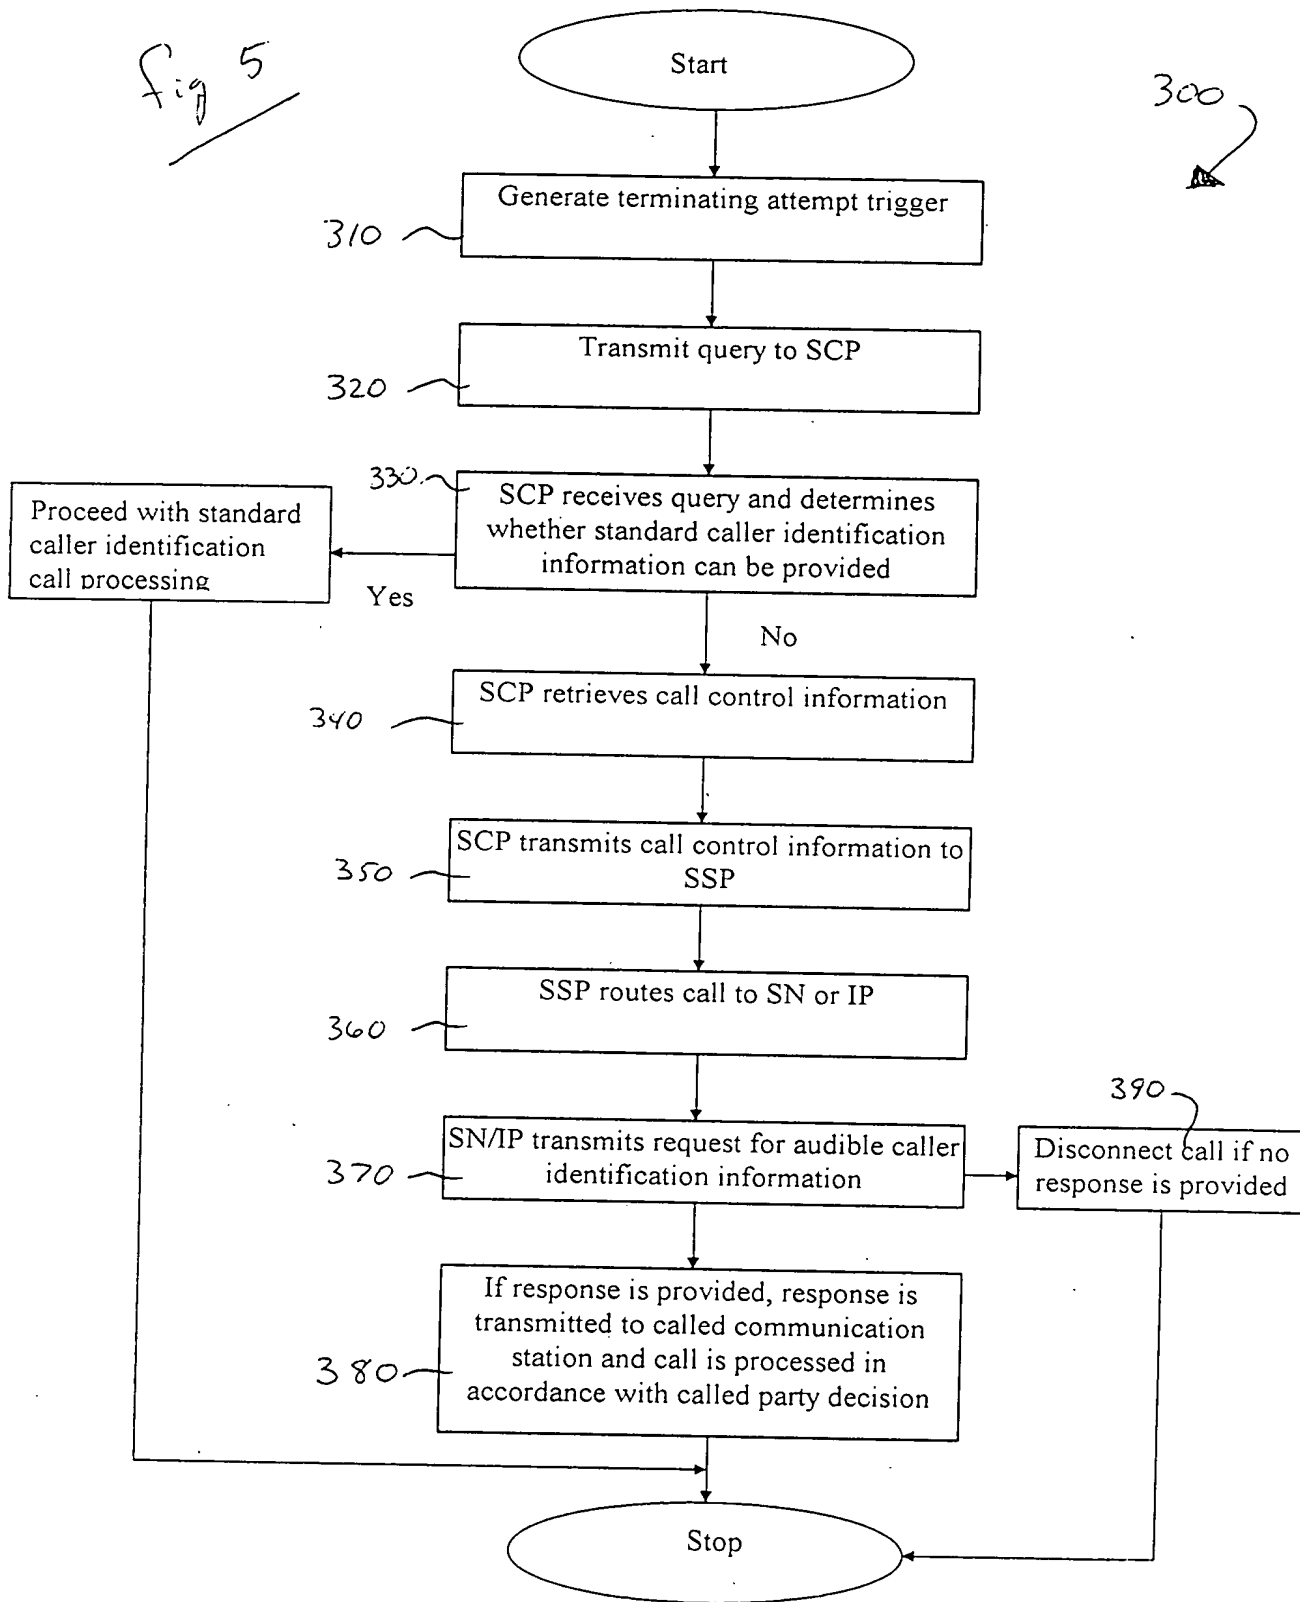 fig 5
Start
300
Generate terminating attempt trigger
310
Transmit query to SCP
320
330
SCP receives query and determines
whether standard caller identification
information can be provided
Proceed with standard
caller identification
call processing
Yes
No
SCP retrieves call control information
340
SCP transmits call control information to
SSP
350
SSP routes call to SN or IP
360
390
SN/IP transmits request for audible caller
identification information
370
Disconnect call if no
response is provided
If response is provided, response is
transmitted to called communication
station and call is processed in
accordance with called party decision
380
Stop